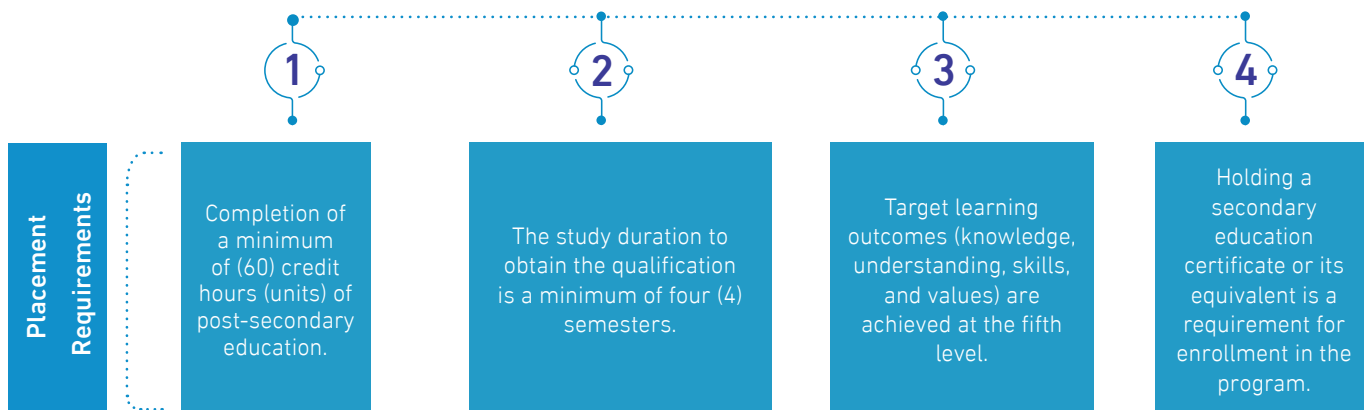 1
2
3
4
Placement
Requirements
Completion of
a minimum
of (60) credit
hours (units) of
post-secondary
education.
The study duration to
obtain the qualification
is a minimum of four (4)
semesters.
Target learning
outcomes (knowledge,
understanding, skills,
and values) are
achieved at the fifth
level.
Holding a
secondary
education
certificate or its
equivalent is a
requirement for
enrollment in the
program.